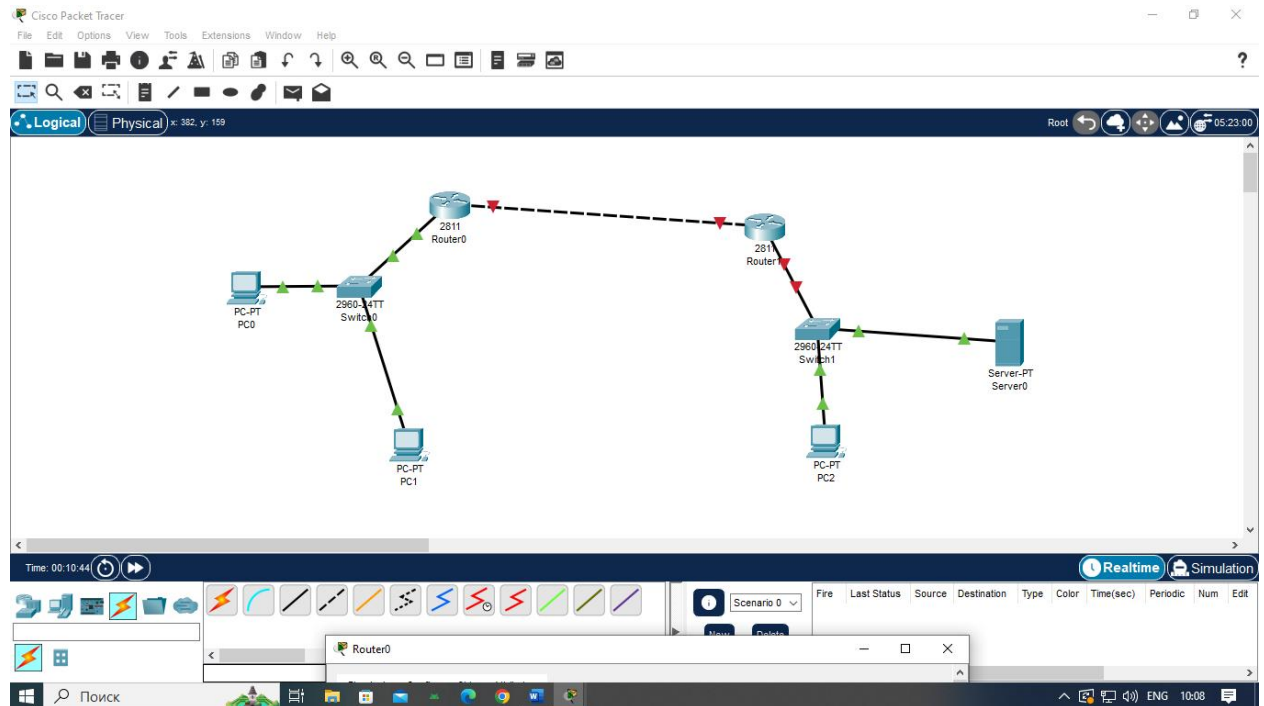 Cisco Packet Tracer
File Edit Options View Tools Extensions Window Help
?
Logical Physical x: 382, y: 159 Root 05:23:00
2811
Router0
2811
Router1
PC-PT
PC0
2960-24TT
Switch0
2960-24TT
Switch1
Server-PT
Server0
PC-PT
PC1
PC-PT
PC2
Time: 00:10:44 Realtime Simulation
Scenario 0 Fire Last Status Source Destination Type Color Time(sec) Periodic Num Edit
New Delete
Router0
Поиск ENG 10:08